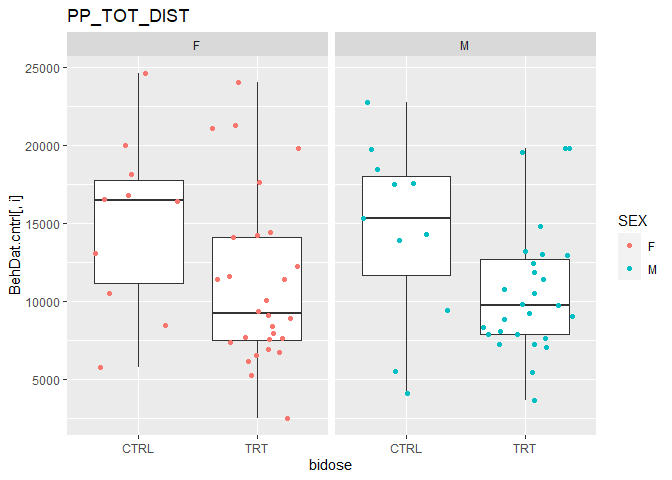 PP_TOT_DIST
F
M
25000
20000
15000
10000
5000
BehDat.cntrl[, i]
CTRL
TRT
CTRL
TRT
bidose
SEX
F
M